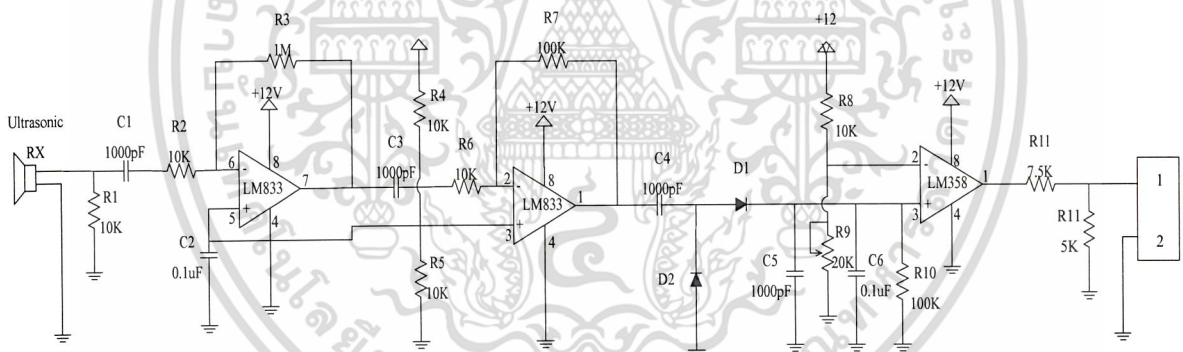 Ultrasonic
RX
C1
1000pF
R1
10K
R2
10K
R3
1M
+12V
6
-
8
7
LM833
5
+
4
C2
0.1uF
C3
1000pF
R4
10K
R5
10K
R6
10K
R7
100K
+12V
2
-
8
1
LM833
3
+
4
C4
1000pF
D1
D2
C5
1000pF
+12
R8
10K
R9
20K
C6
0.1uF
R10
100K
+12V
2
-
8
1
LM358
3
+
4
R11
7.5K
R11
5K
1
2